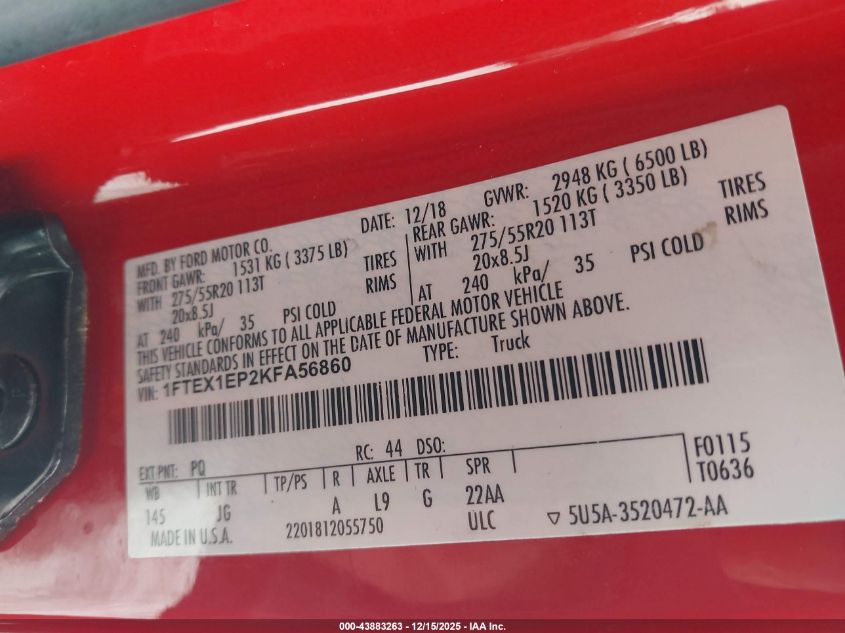 MFD. BY FORD MOTOR CO. DATE: 12/18 GVWR: 2948 KG ( 6500 LB)
FRONT GAWR: 1531 KG ( 3375 LB) REAR GAWR: 1520 KG ( 3350 LB)
WITH 275/55R20 113T TIRES WITH 275/55R20 113T TIRES
20x8.5J RIMS 20x8.5J RIMS
AT 240 kPa/ 35 PSI COLD AT 240 kPa/ 35 PSI COLD
THIS VEHICLE CONFORMS TO ALL APPLICABLE FEDERAL MOTOR VEHICLE
SAFETY STANDARDS IN EFFECT ON THE DATE OF MANUFACTURE SHOWN ABOVE.
VIN: 1FTEX1EP2KFA56860 TYPE: Truck
EXT PNT: PQ RC: 44 DSO: F0115
WB INT TR TP/PS R AXLE TR SPR T0636
145 JG A L9 G 22AA
MADE IN U.S.A. 2201812055750 ULC ▽ 5U5A-3520472-AA
000-43883263 - 12/15/2025 - IAA Inc.